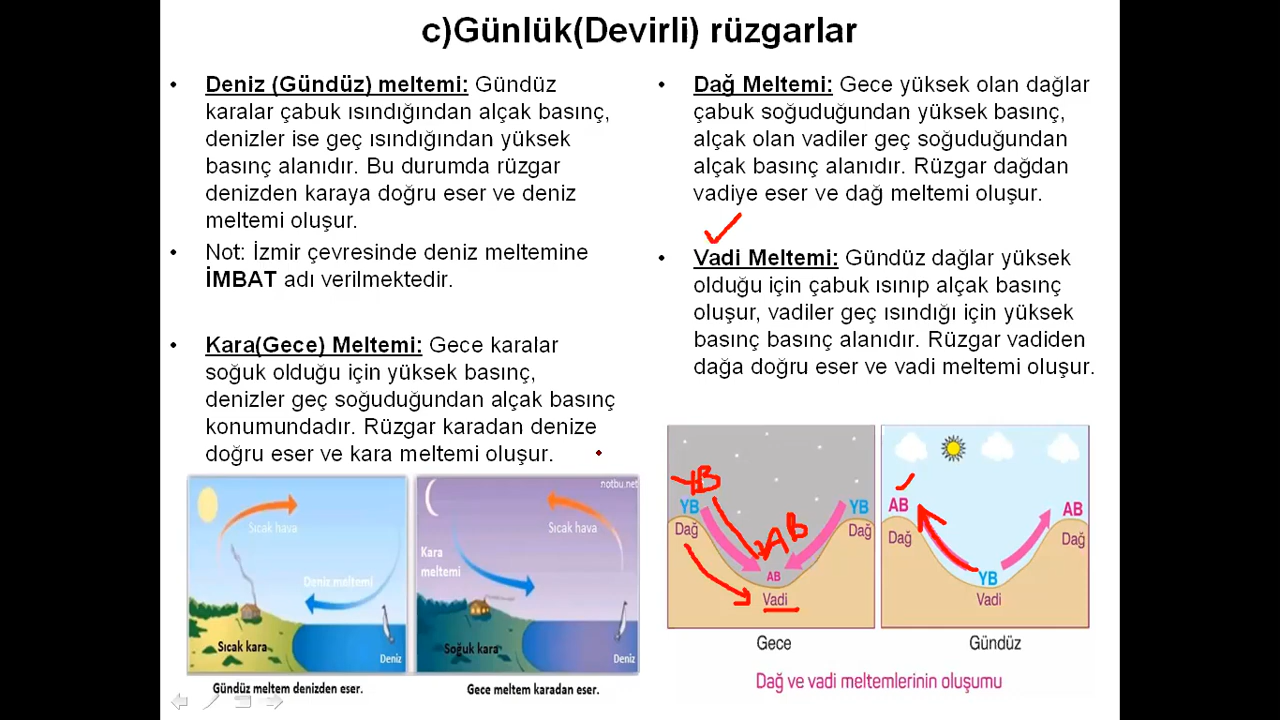 c)Günlük(Devirli) rüzgarlar
• Deniz (Gündüz) meltemi: Gündüz
karalar çabuk ısındığından alçak basınç,
denizler ise geç ısındığından yüksek
basınç alanıdır. Bu durumda rüzgar
denizden karaya doğru eser ve deniz
meltemi oluşur.
• Not: İzmir çevresinde deniz meltemine
İMBAT adı verilmektedir.
• Kara(Gece) Meltemi: Gece karalar
soğuk olduğu için yüksek basınç,
denizler geç soğuduğundan alçak basınç
konumundadır. Rüzgar karadan denize
doğru eser ve kara meltemi oluşur.
Sıcak hava
Deniz meltemi
Sıcak kara
Deniz
Gündüz meltem denizden eser.
notbu.net
Sıcak hava
Kara
meltemi
Soğuk kara
Deniz
Gece meltem karadan eser.
• Dağ Meltemi: Gece yüksek olan dağlar
çabuk soğuduğundan yüksek basınç,
alçak olan vadiler geç soğuduğundan
alçak basınç alanıdır. Rüzgar dağdan
vadiye eser ve dağ meltemi oluşur.
• Vadi Meltemi: Gündüz dağlar yüksek
olduğu için çabuk ısınıp alçak basınç
oluşur, vadiler geç ısındığı için yüksek
basınç basınç alanıdır. Rüzgar vadiden
dağa doğru eser ve vadi meltemi oluşur.
YB
YB
YB
Dağ
Dağ
AB
AB
Vadi
Gece
AB
AB
Dağ
Dağ
YB
Vadi
Gündüz
Dağ ve vadi meltemlerinin oluşumu